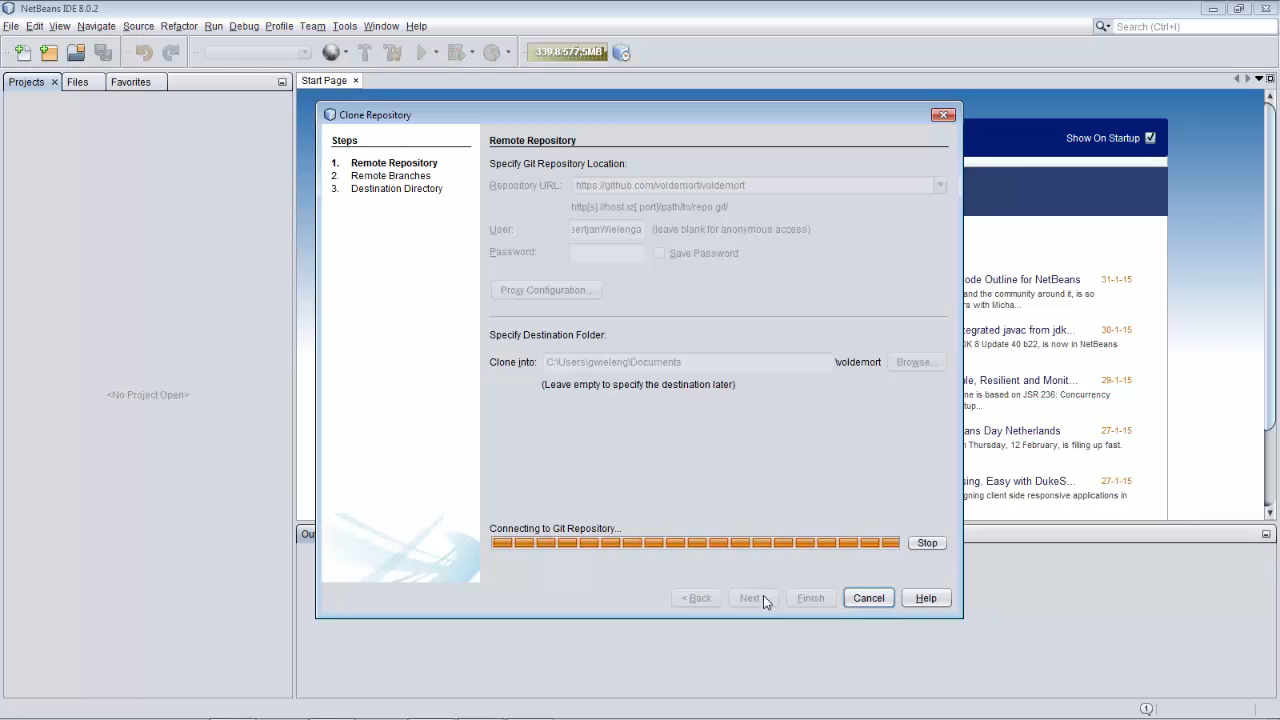 NetBeans IDE 8.0.2
File Edit View Navigate Source Refactor Run Debug Profile Team Tools Window Help
Search (Ctrl+I)
Projects Files Favorites
Start Page
<No Project Open>
Clone Repository
Steps
1. Remote Repository
2. Remote Branches
3. Destination Directory
Remote Repository
Specify Git Repository Location:
Repository URL: https://github.com/voldemort/voldemort
http[s]://host.xz[:port]/path/to/repo.git/
User: ertjanWielenga (leave blank for anonymous access)
Password: Save Password
Proxy Configuration...
Specify Destination Folder:
Clone into: C:\Users\gwieleng\Documents \voldemort Browse...
(Leave empty to specify the destination later)
Connecting to Git Repository...
Stop
< Back Next Finish Cancel Help
Show On Startup
ode Outline for NetBeans 31-1-15
and the community around it, is so
rs with Micha...
tegrated javac from jdk... 30-1-15
DK 8 Update 40 b22, is now in NetBeans
le, Resilient and Monit... 29-1-15
ne is based on JSR 236: Concurrency
tup...
ans Day Netherlands 27-1-15
n Thursday, 12 February, is filling up fast.
sing. Easy with DukeS... 27-1-15
igning client side responsive applications in
Ou